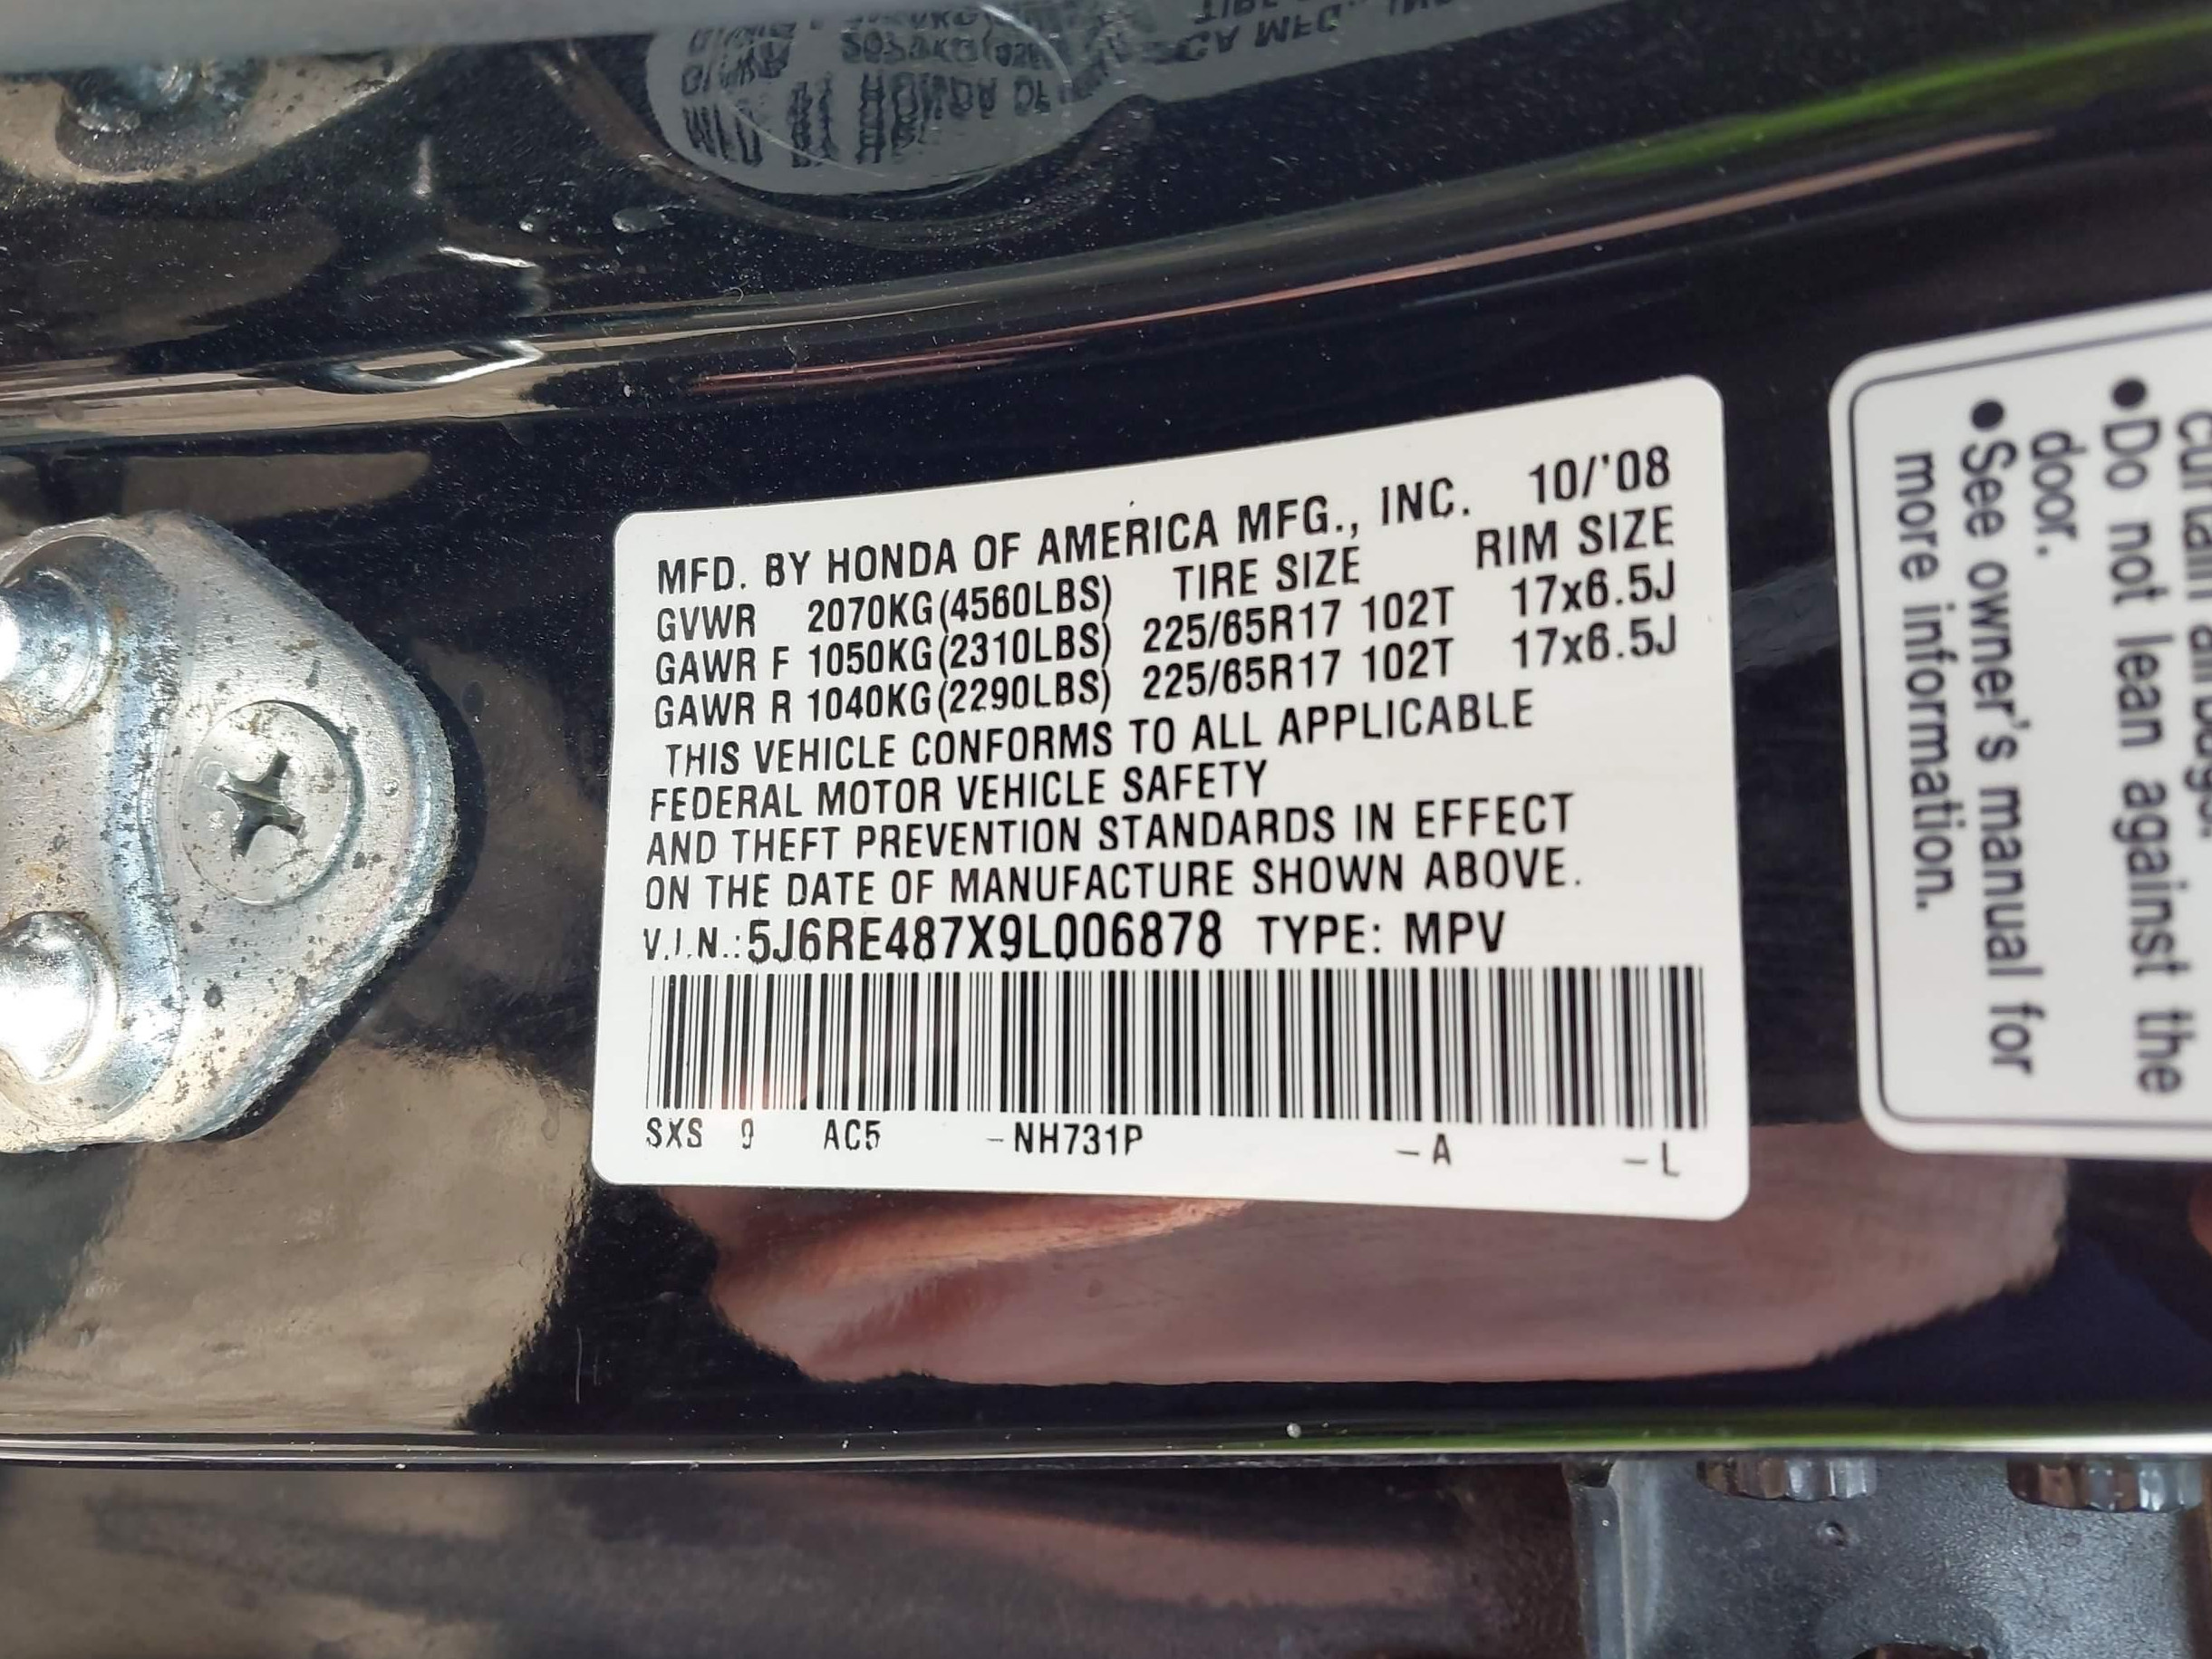 MFD. BY HONDA OF AMERICA MFG., INC. 10/'08
GVWR 2070KG(4560LBS) TIRE SIZE RIM SIZE
GAWR F 1050KG(2310LBS) 225/65R17 102T 17x6.5J
GAWR R 1040KG(2290LBS) 225/65R17 102T 17x6.5J
THIS VEHICLE CONFORMS TO ALL APPLICABLE
FEDERAL MOTOR VEHICLE SAFETY
AND THEFT PREVENTION STANDARDS IN EFFECT
ON THE DATE OF MANUFACTURE SHOWN ABOVE.
V.I.N.:5J6RE487X9L006878 TYPE: MPV
SXS 9 AC5 -NH731P -A -L
●Do not lean against the
door.
●See owner's manual for
more information.